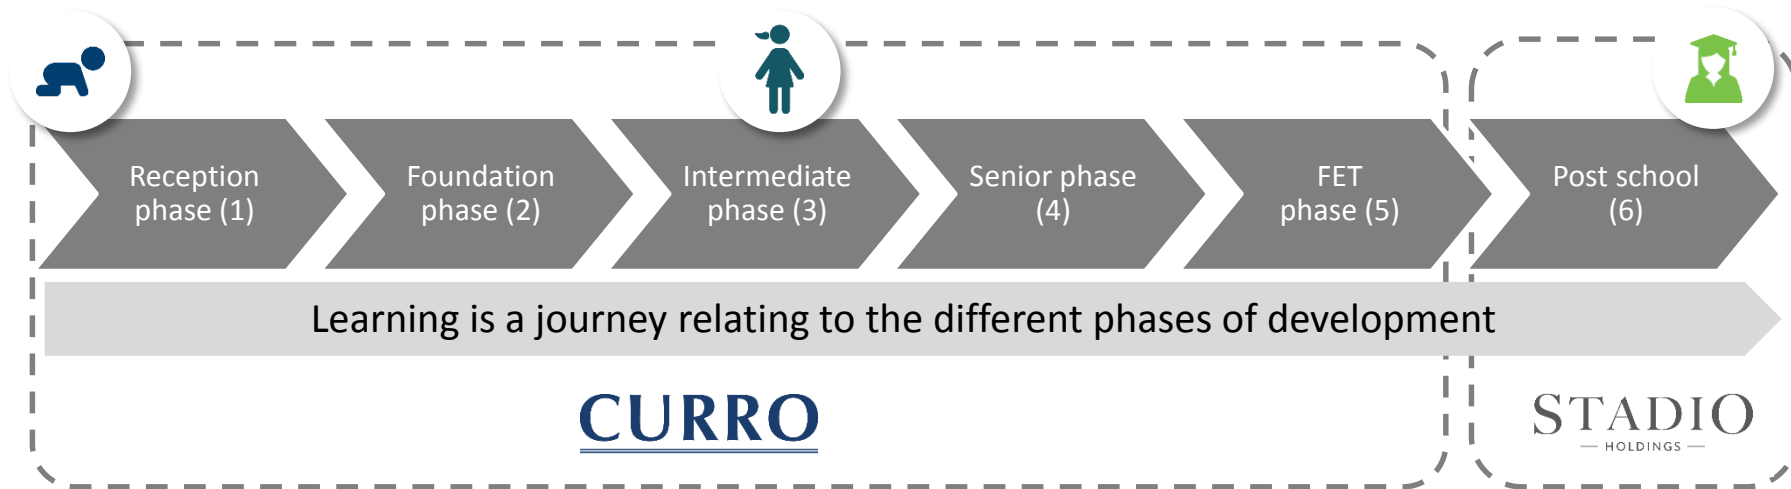 Reception
phase (1)
Foundation
phase (2)
Intermediate
phase (3)
Senior phase
(4)
FET
phase (5)
Post school
(6)
Learning is a journey relating to the different phases of development
CURRO
STADIO
HOLDINGS